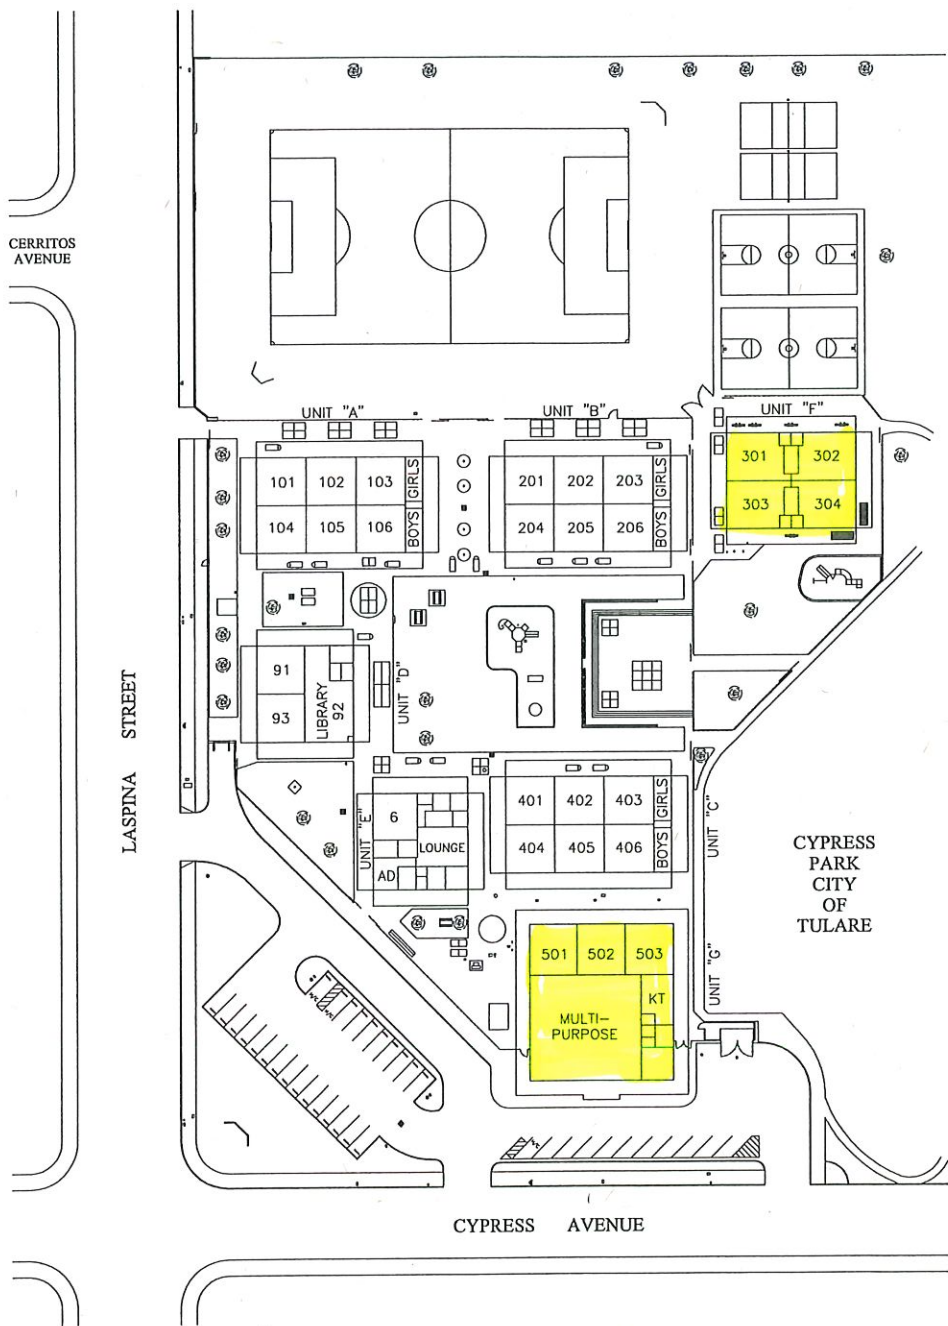 CERRITOS
AVENUE
UNIT "A"
UNIT "B"
UNIT "F"
101 102 103 GIRLS
104 105 106 BOYS
201 202 203 GIRLS
204 205 206 BOYS
301 302
303 304
91
93
LIBRARY
92
UNIT "D"
LASPINA STREET
401 402 403 GIRLS
404 405 406 BOYS
UNIT "C"
UNIT "E"
6
LOUNGE
AD
CYPRESS
PARK
CITY
OF
TULARE
501 502 503
KT
MULTI-
PURPOSE
UNIT "G"
CYPRESS AVENUE